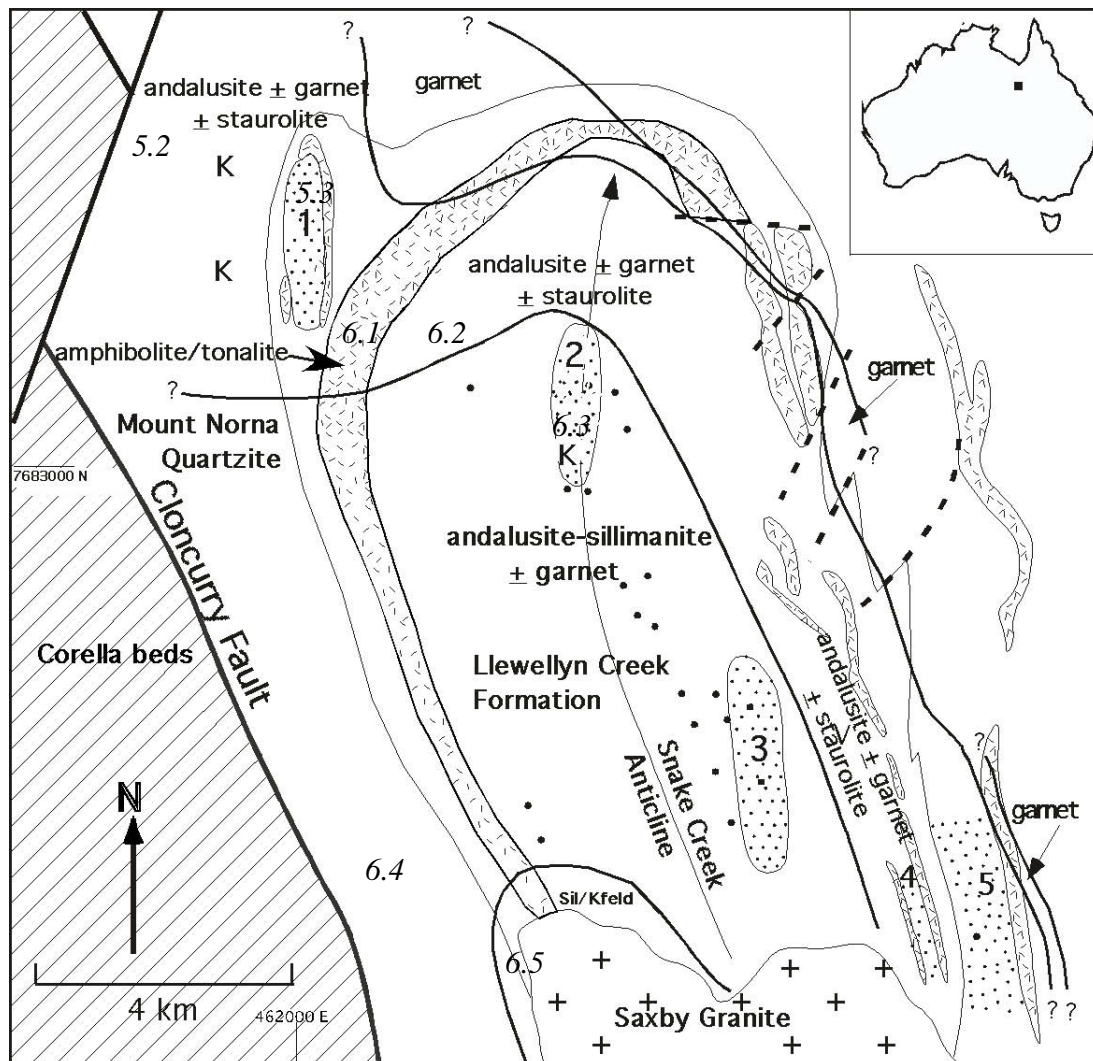 ?
?
andalusite ± garnet
± staurolite
garnet
5.2
K
5.3
1
K
andalusite ± garnet
± staurolite
6.1
6.2
amphibolite/tonalite
2
garnet
?
Mount Norna
Quartzite
6.3
K
?
7683000 N
Cloncurry Fault
andalusite-sillimanite
± garnet
Corella beds
Llewellyn Creek
Formation
andalusite ± garnet
± staurolite
Snake Creek
Anticline
3
?
N
garnet
6.4
4
5
Sil/Kfeld
6.5
4 km
462000 E
Saxby Granite
? ?